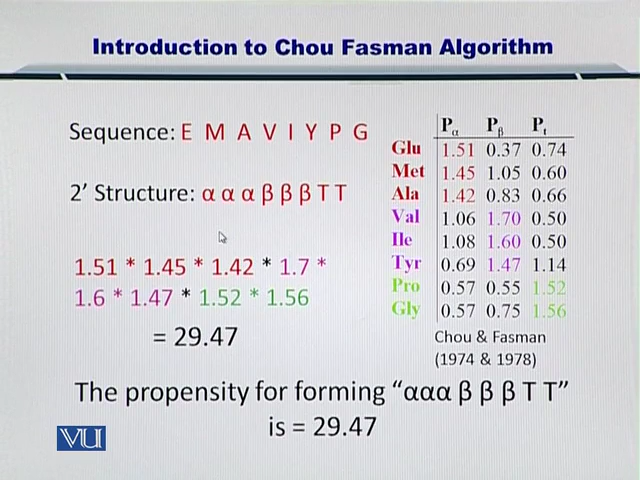 Introduction to Chou Fasman Algorithm
Sequence: E M A V I Y P G
2’ Structure: α α α β β β T T
1.51 * 1.45 * 1.42 * 1.7 *
1.6 * 1.47 * 1.52 * 1.56
= 29.47
Pα Pβ Pt
Glu 1.51 0.37 0.74
Met 1.45 1.05 0.60
Ala 1.42 0.83 0.66
Val 1.06 1.70 0.50
Ile 1.08 1.60 0.50
Tyr 0.69 1.47 1.14
Pro 0.57 0.55 1.52
Gly 0.57 0.75 1.56
Chou & Fasman
(1974 & 1978)
The propensity for forming “ααα β β β T T”
is = 29.47
VU